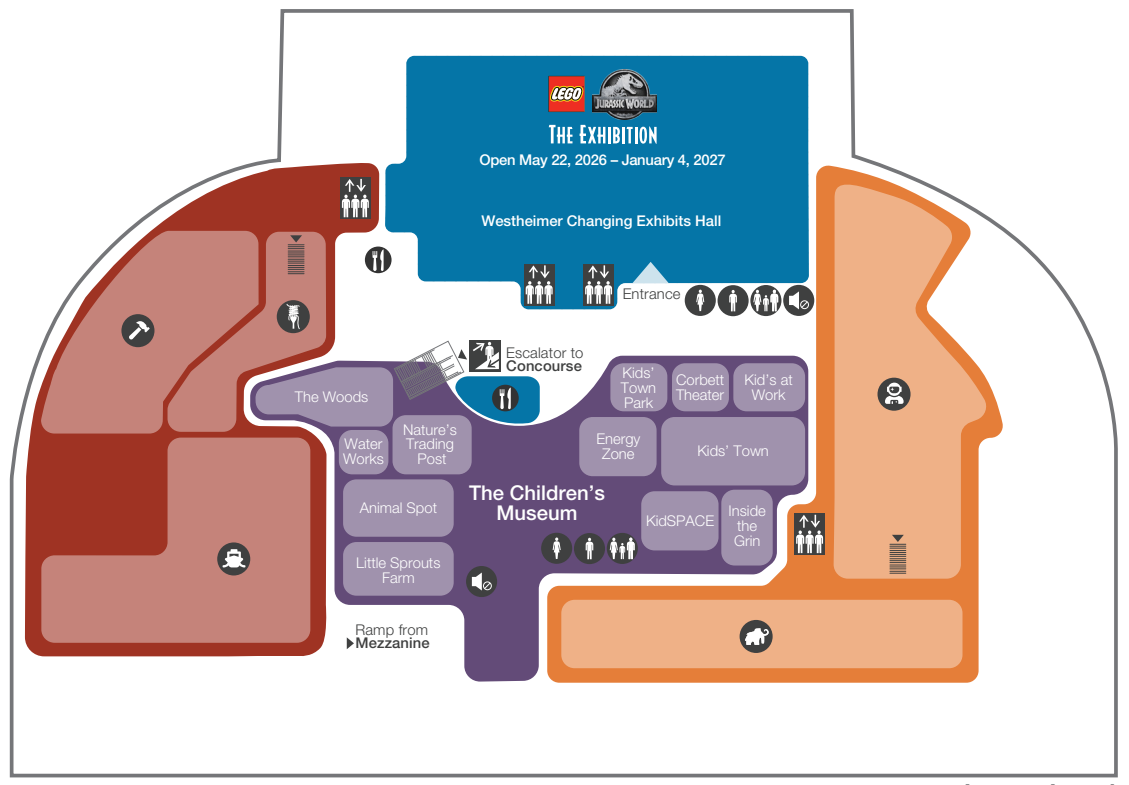 LEGO
JURASSIC WORLD
THE EXHIBITION
Open May 22, 2026 – January 4, 2027
Westheimer Changing Exhibits Hall
Entrance
Escalator to
Concourse
The Woods
Kids'
Town
Park
Corbett
Theater
Kid's at
Work
Water
Works
Nature's
Trading
Post
Energy
Zone
Kids' Town
The Children's
Museum
Animal Spot
KidSPACE
Inside
the
Grin
Little Sprouts
Farm
Ramp from
Mezzanine